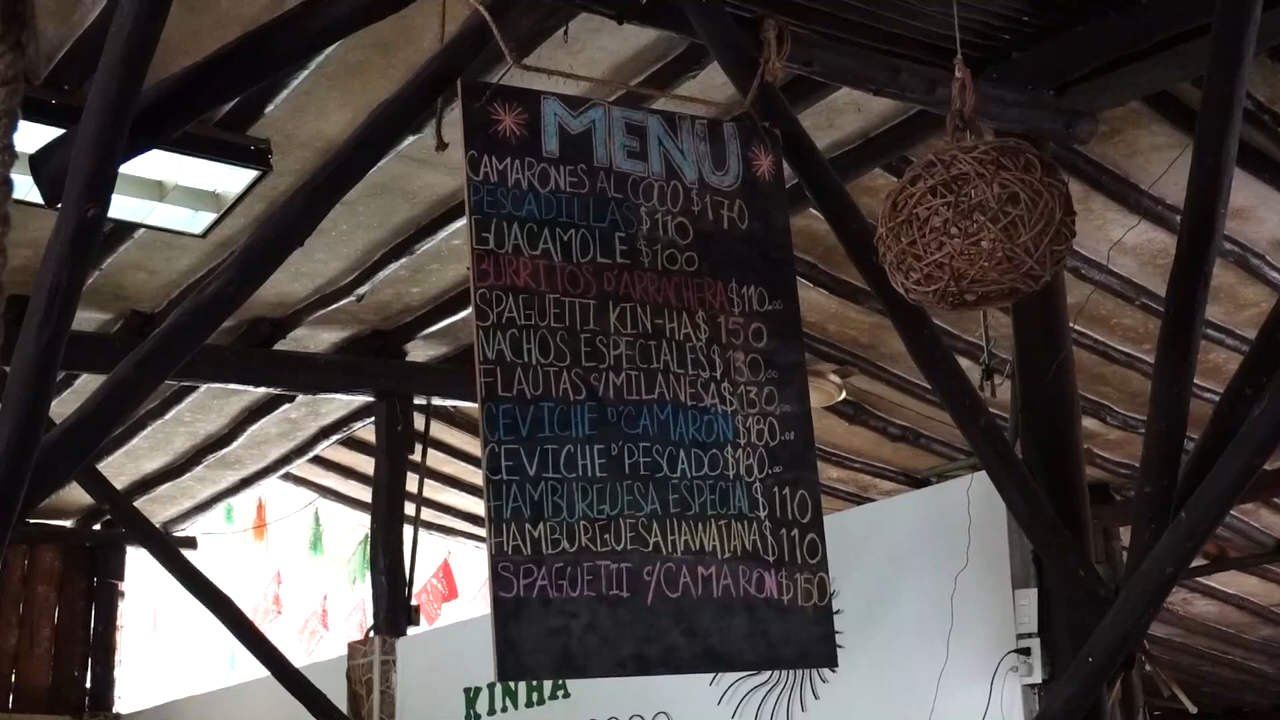 MENU
CAMARONES AL COCO $170
PESCADILLAS $110
GUACAMOLE $100
BURRITOS D'ARRACHERA $110.00
SPAGUETTI KIN-HA $ 150
NACHOS ESPECIALES $130.00
FLAUTAS c/MILANESA $130.00
CEVICHE D'CAMARÓN $180.00
CEVICHE D'PESCADO $180.00
HAMBURGUESA ESPECIAL $110
HAMBURGUESA HAWAIANA $110
SPAGUETII c/CAMARON $150
KINHA